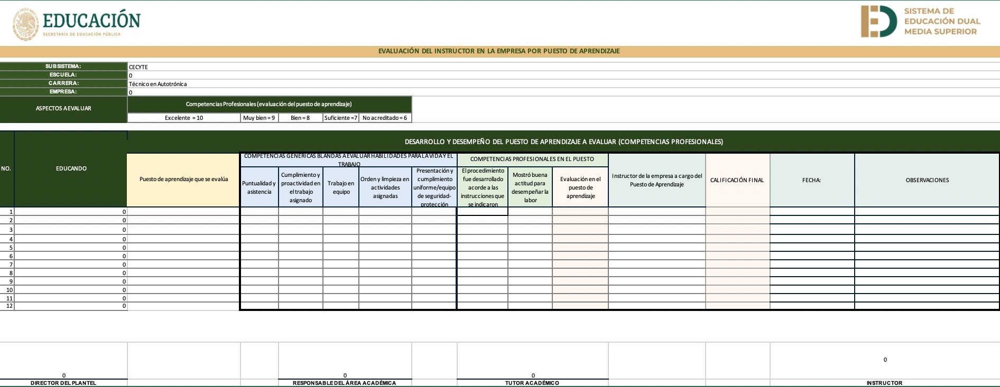 EDUCACIÓN
SECRETARÍA DE EDUCACIÓN PÚBLICA
SISTEMA DE
EDUCACIÓN DUAL
MEDIA SUPERIOR
EVALUACIÓN DEL INSTRUCTOR EN LA EMPRESA POR PUESTO DE APRENDIZAJE
SUBSISTEMA: CECYTE
ESCUELA: 0
CARRERA: Técnico en Autotrónica
EMPRESA: 0
ASPECTOS A EVALUAR
Competencias Profesionales (evaluación del puesto de aprendizaje)
Excelente = 10 Muy bien = 9 Bien = 8 Suficiente =7 No acreditado = 6
DESARROLLO Y DESEMPEÑO DEL PUESTO DE APRENDIZAJE A EVALUAR (COMPETENCIAS PROFESIONALES)
NO.
EDUCANDO
Puesto de aprendizaje que se evalúa
COMPETENCIAS GENERICAS BLANDAS A EVALUAR HABILIDADES PARA LA VIDA Y EL
TRABAJO
Puntualidad y
asistencia
Cumplimiento y
proactividad en
el trabajo
asignado
Trabajo en
equipo
Orden y limpieza en
actividades
asignadas
Presentación y
cumplimiento
uniforme/equipo
de seguridad-
protección
COMPETENCIAS PROFESIONALES EN EL PUESTO
El procedimiento
fue desarrollado
acorde a las
instrucciones que
se indicaron
Mostró buena
actitud para
desempeñar la
labor
Evaluación en el
puesto de
aprendizaje
Instructor de la empresa a cargo del
Puesto de Aprendizaje
CALIFICACIÓN FINAL
FECHA:
OBSERVACIONES
1 0
2 0
3 0
4 0
5 0
6 0
7 0
8 0
9 0
10 0
11 0
12 0
0
DIRECTOR DEL PLANTEL
0
RESPONSABLE DEL ÁREA ACADÉMICA
0
TUTOR ACADÉMICO
0
INSTRUCTOR